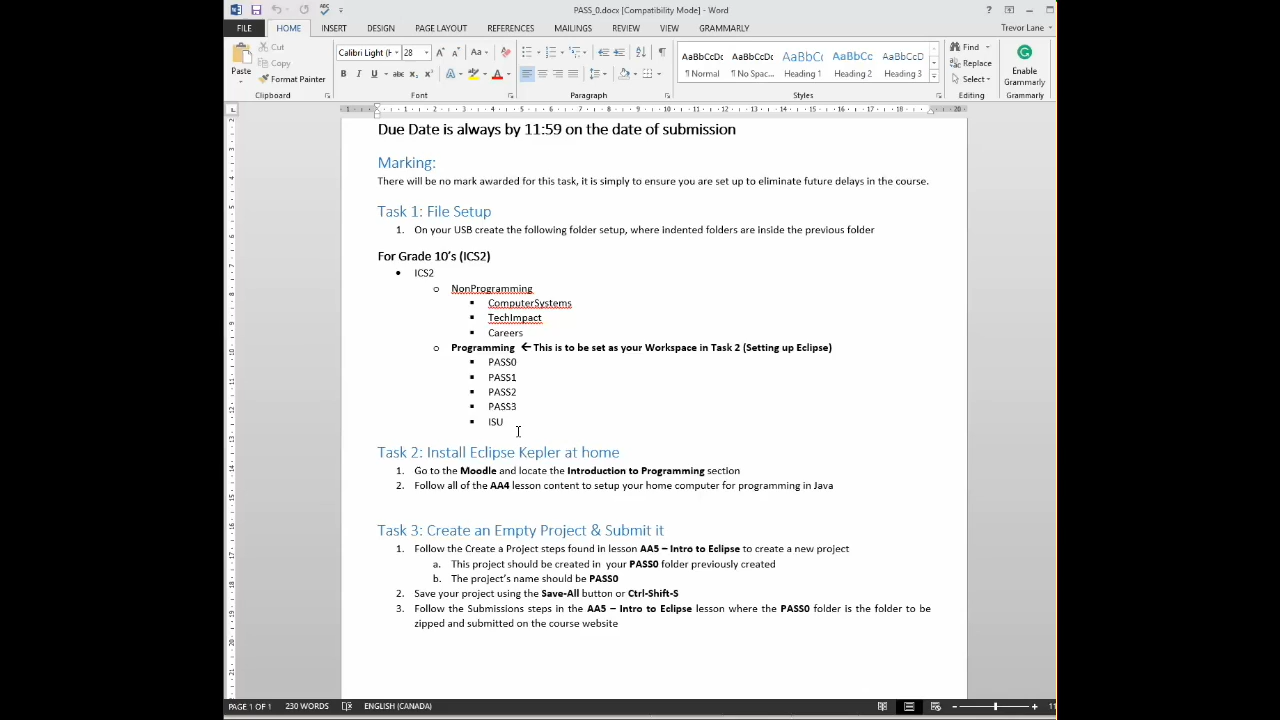 PASS_0.docx [Compatibility Mode] - Word
FILE HOME INSERT DESIGN PAGE LAYOUT REFERENCES MAILINGS REVIEW VIEW GRAMMARLY
Trevor Lane
Paste
Cut
Copy
Format Painter
Calibri Light (H 28
AaBbCcDc AaBbCcDc AaBbCc AaBbCc AaBbCcD
¶ Normal ¶ No Spac... Heading 1 Heading 2 Heading 3
Find
Replace
Select
Enable
Grammarly
Clipboard Font Paragraph Styles Editing Grammarly
Due Date is always by 11:59 on the date of submission
Marking:
There will be no mark awarded for this task, it is simply to ensure you are set up to eliminate future delays in the course.
Task 1: File Setup
1. On your USB create the following folder setup, where indented folders are inside the previous folder
For Grade 10's (ICS2)
• ICS2
o NonProgramming
▪ ComputerSystems
▪ TechImpact
▪ Careers
o Programming ← This is to be set as your Workspace in Task 2 (Setting up Eclipse)
▪ PASS0
▪ PASS1
▪ PASS2
▪ PASS3
▪ ISU
Task 2: Install Eclipse Kepler at home
1. Go to the Moodle and locate the Introduction to Programming section
2. Follow all of the AA4 lesson content to setup your home computer for programming in Java
Task 3: Create an Empty Project & Submit it
1. Follow the Create a Project steps found in lesson AA5 – Intro to Eclipse to create a new project
a. This project should be created in your PASS0 folder previously created
b. The project's name should be PASS0
2. Save your project using the Save-All button or Ctrl-Shift-S
3. Follow the Submissions steps in the AA5 – Intro to Eclipse lesson where the PASS0 folder is the folder to be
zipped and submitted on the course website
PAGE 1 OF 1 230 WORDS ENGLISH (CANADA)